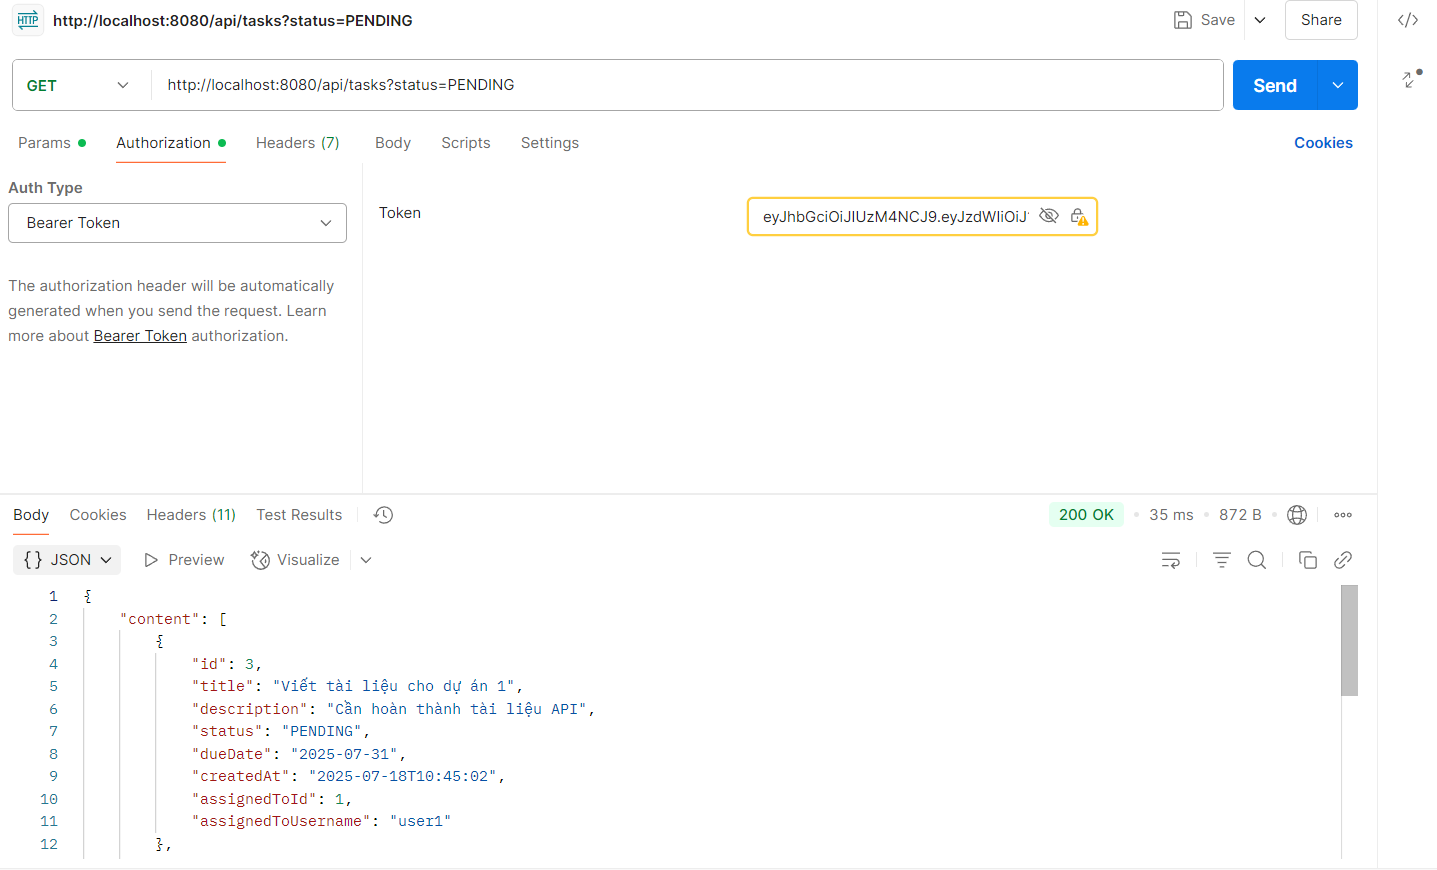 HTTP http://localhost:8080/api/tasks?status=PENDING Save Share
GET http://localhost:8080/api/tasks?status=PENDING Send
Params Authorization Headers (7) Body Scripts Settings Cookies
Auth Type
Bearer Token
Token
eyJhbGciOiJIUzM4NCJ9.eyJzdWIiOiJ
The authorization header will be automatically
generated when you send the request. Learn
more about Bearer Token authorization.
Body Cookies Headers (11) Test Results 200 OK • 35 ms • 872 B
{} JSON Preview Visualize
1 {
2 "content": [
3 {
4 "id": 3,
5 "title": "Viết tài liệu cho dự án 1",
6 "description": "Cần hoàn thành tài liệu API",
7 "status": "PENDING",
8 "dueDate": "2025-07-31",
9 "createdAt": "2025-07-18T10:45:02",
10 "assignedToId": 1,
11 "assignedToUsername": "user1"
12 },